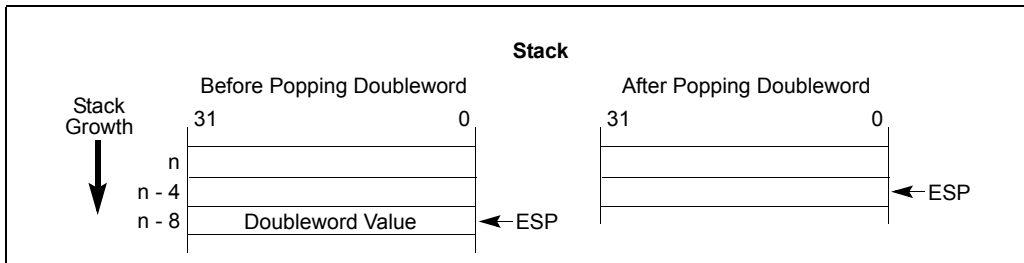 Stack
Before Popping Doubleword After Popping Doubleword
Stack
Growth
31 0 31 0
n
n - 4 ESP
n - 8 Doubleword Value ESP